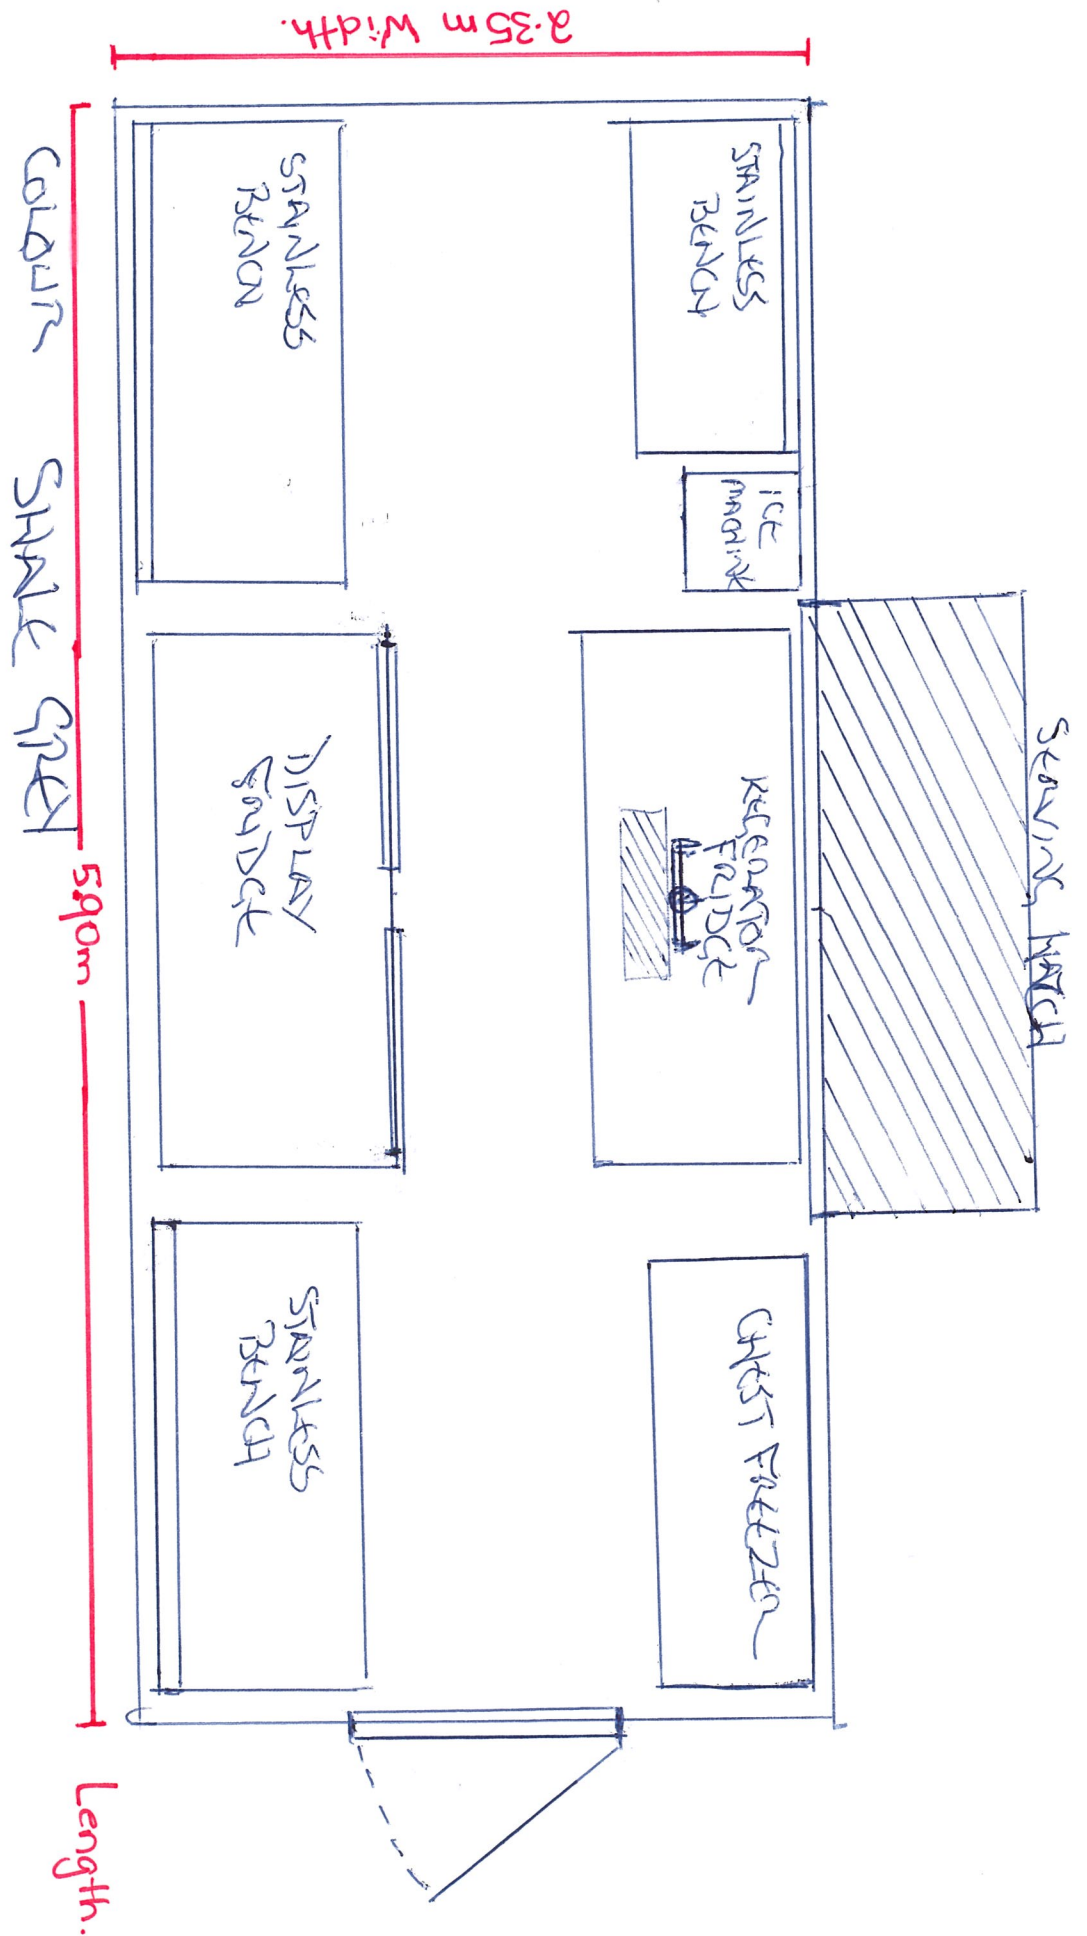 2.35m Width.
STAINLESS
BENCH
STAINLESS
BENCH
ICE
MACHINE
SERVING HATCH
KEGERATOR
FRIDGE
DISPLAY
FRIDGE
CHEST FREEZER
STAINLESS
BENCH
5.90m
Length.
COLOUR SHALE GREY